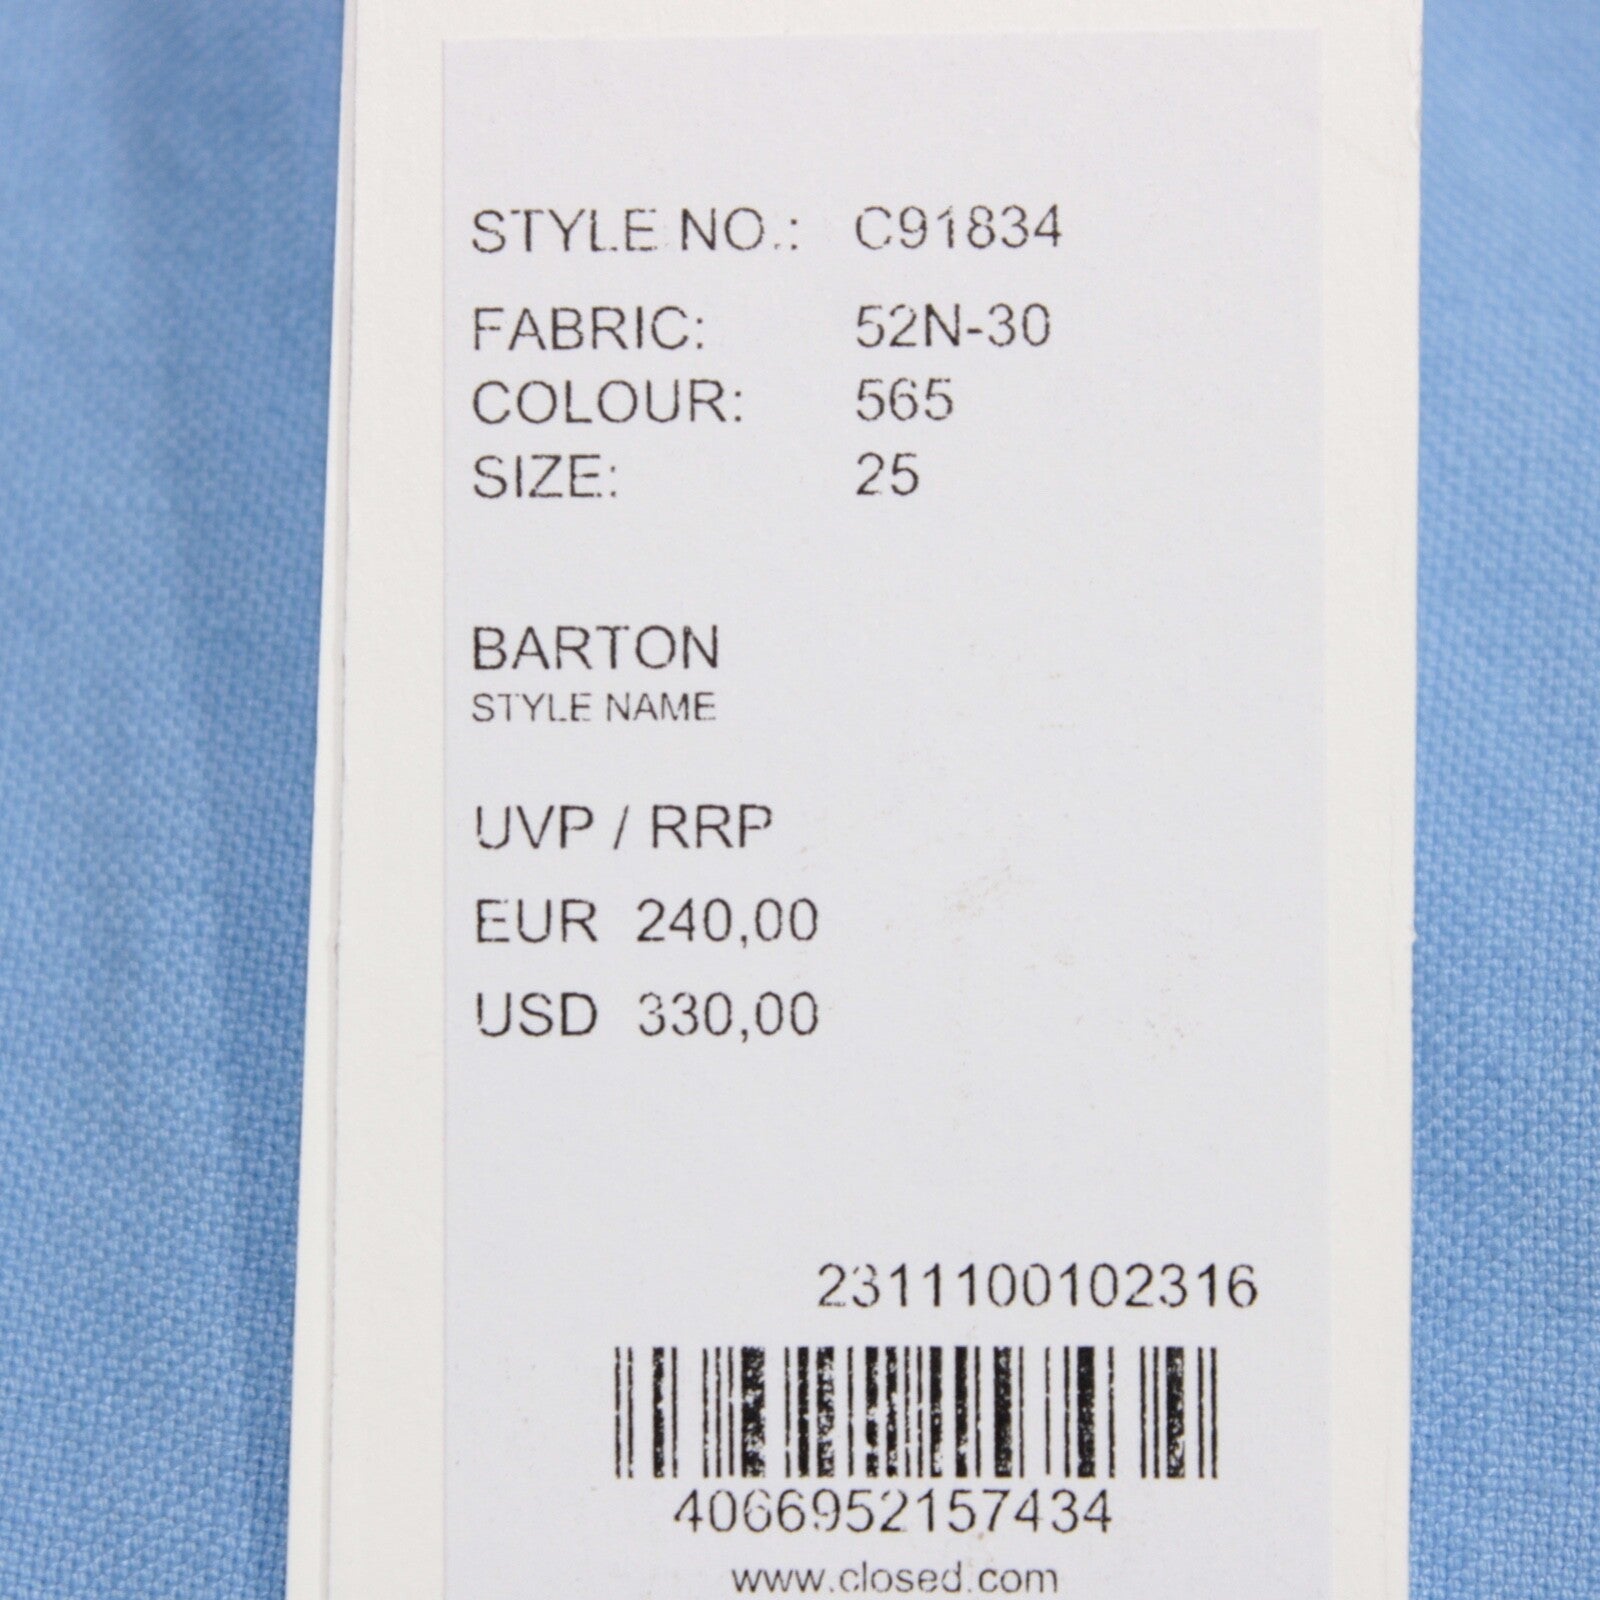 STYLE NO.: C91834
FABRIC: 52N-30
COLOUR: 565
SIZE: 25
BARTON
STYLE NAME
UVP / RRP
EUR 240,00
USD 330,00
2311100102316
4066952157434
www.closed.com